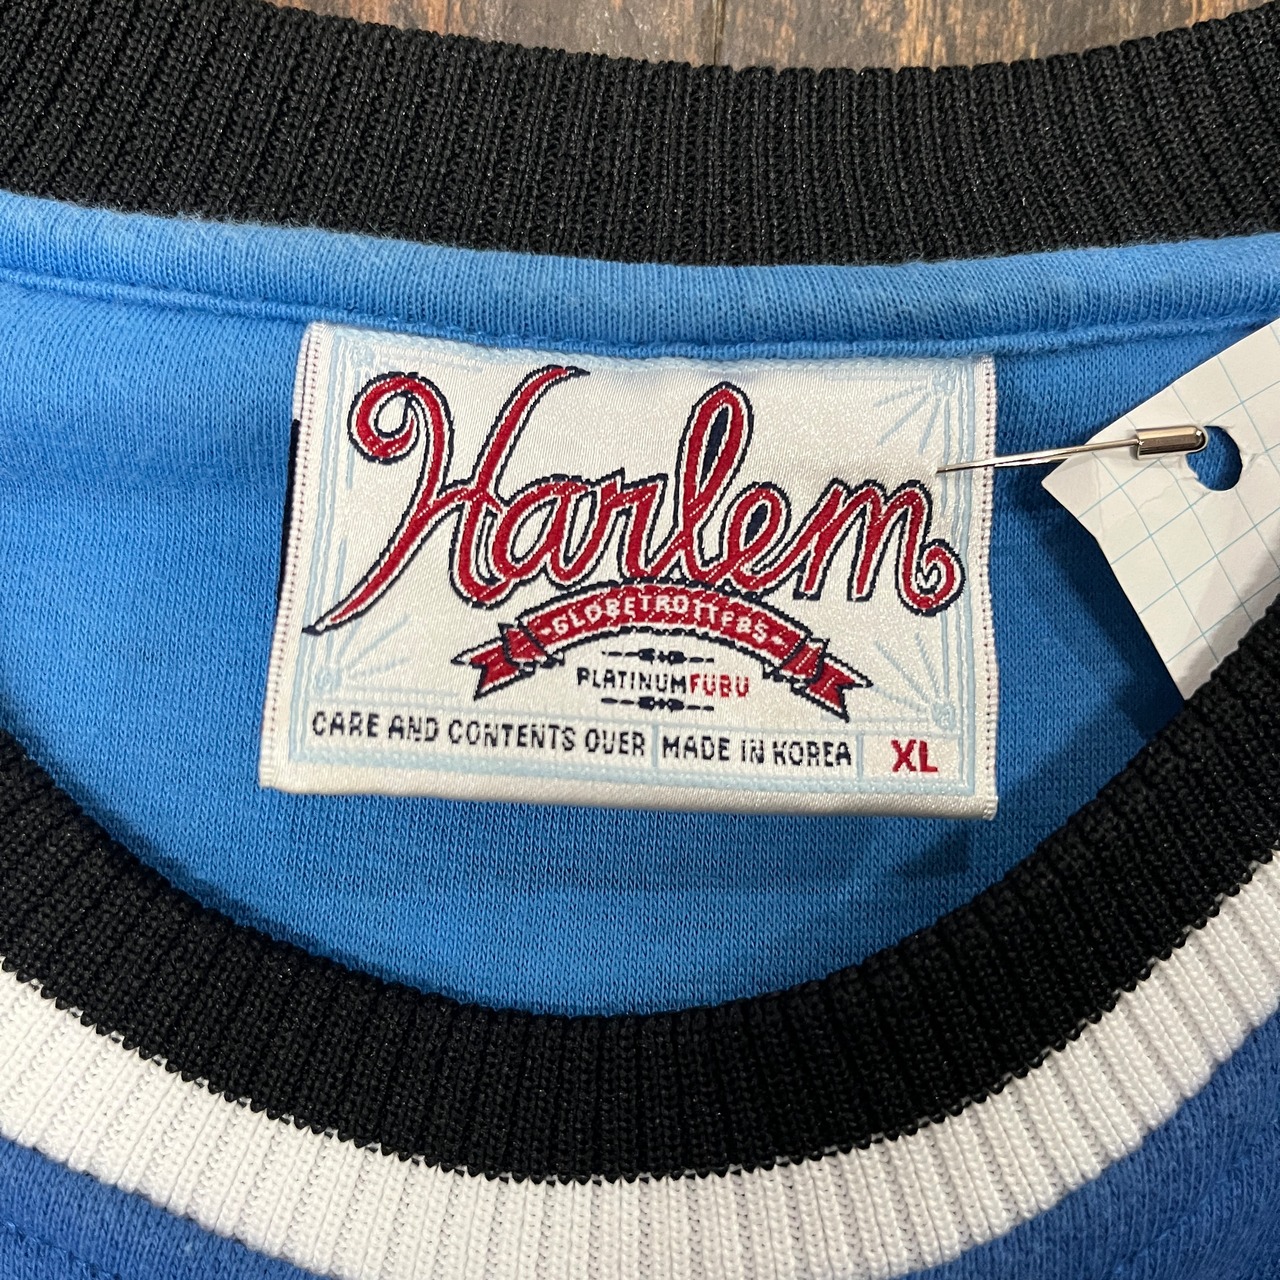 Harlem
-GLOBETROTTERS-
PLATINUMFUBU
CARE AND CONTENTS OVER MADE IN KOREA XL